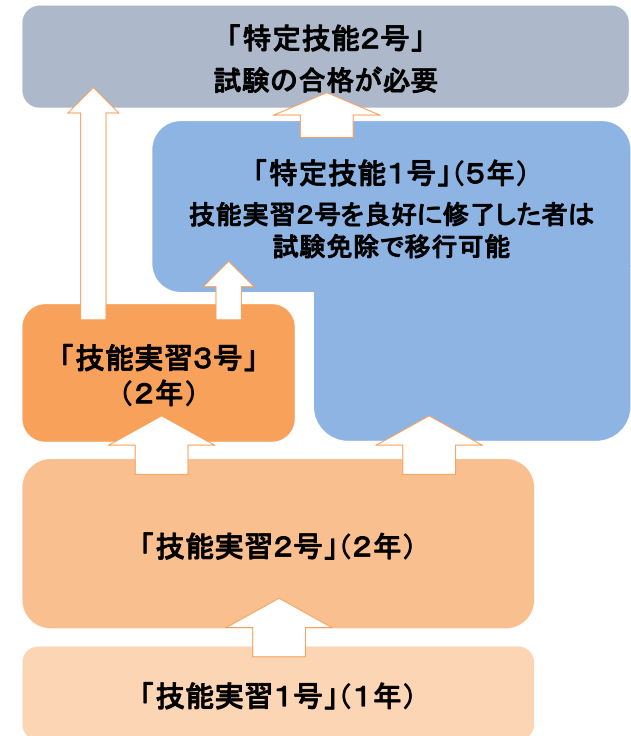 「特定技能２号」
試験の合格が必要
「特定技能１号」（５年）
技能実習２号を良好に修了した者は
試験免除で移行可能
「技能実習３号」
（２年）
「技能実習２号」（２年）
「技能実習１号」（１年）